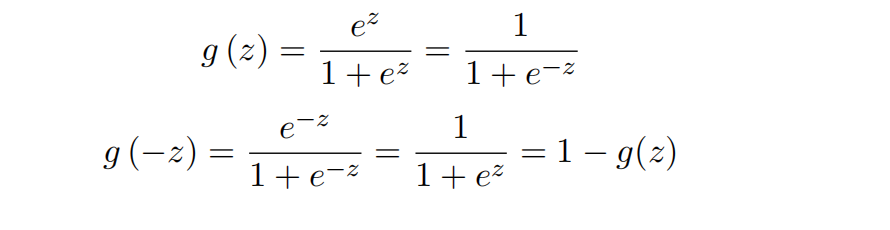 g (z) = e^z / (1 + e^z) = 1 / (1 + e^{-z})
g (-z) = e^{-z} / (1 + e^{-z}) = 1 / (1 + e^z) = 1 - g(z)